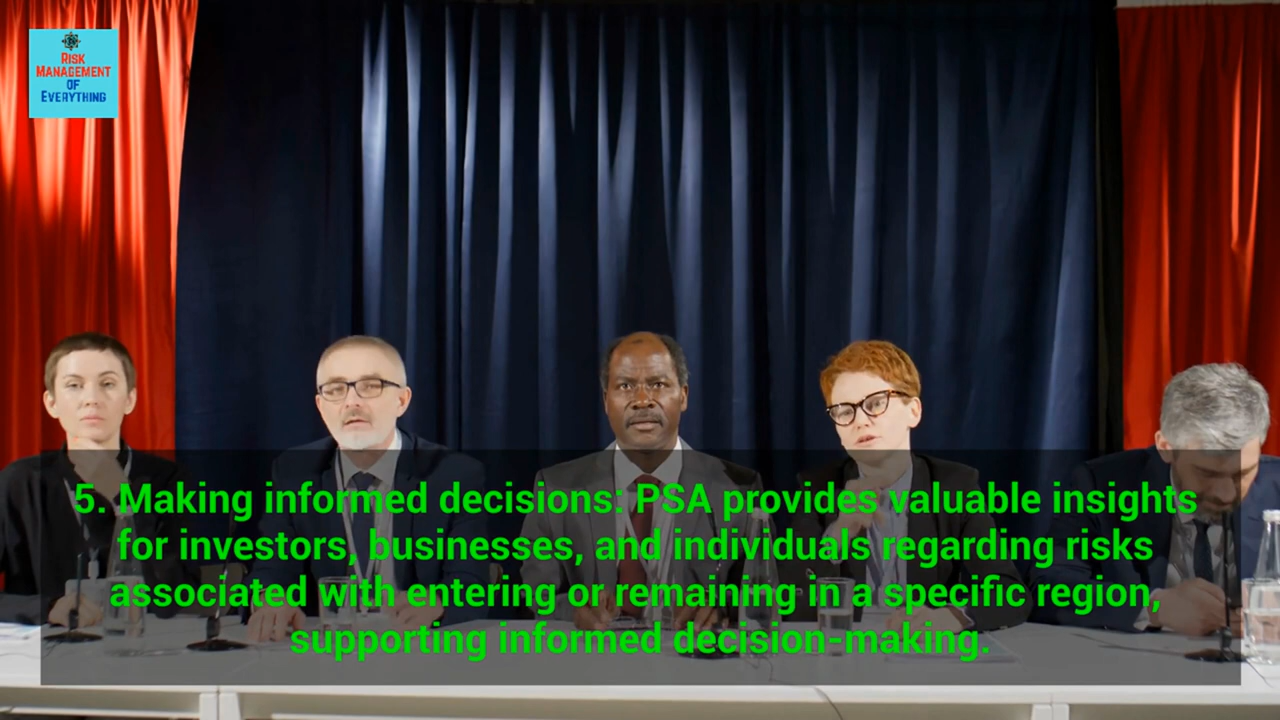 RISK
MANAGEMENT
OF
EVERYTHING
5. Making informed decisions: PSA provides valuable insights
for investors, businesses, and individuals regarding risks
associated with entering or remaining in a specific region,
supporting informed decision-making.